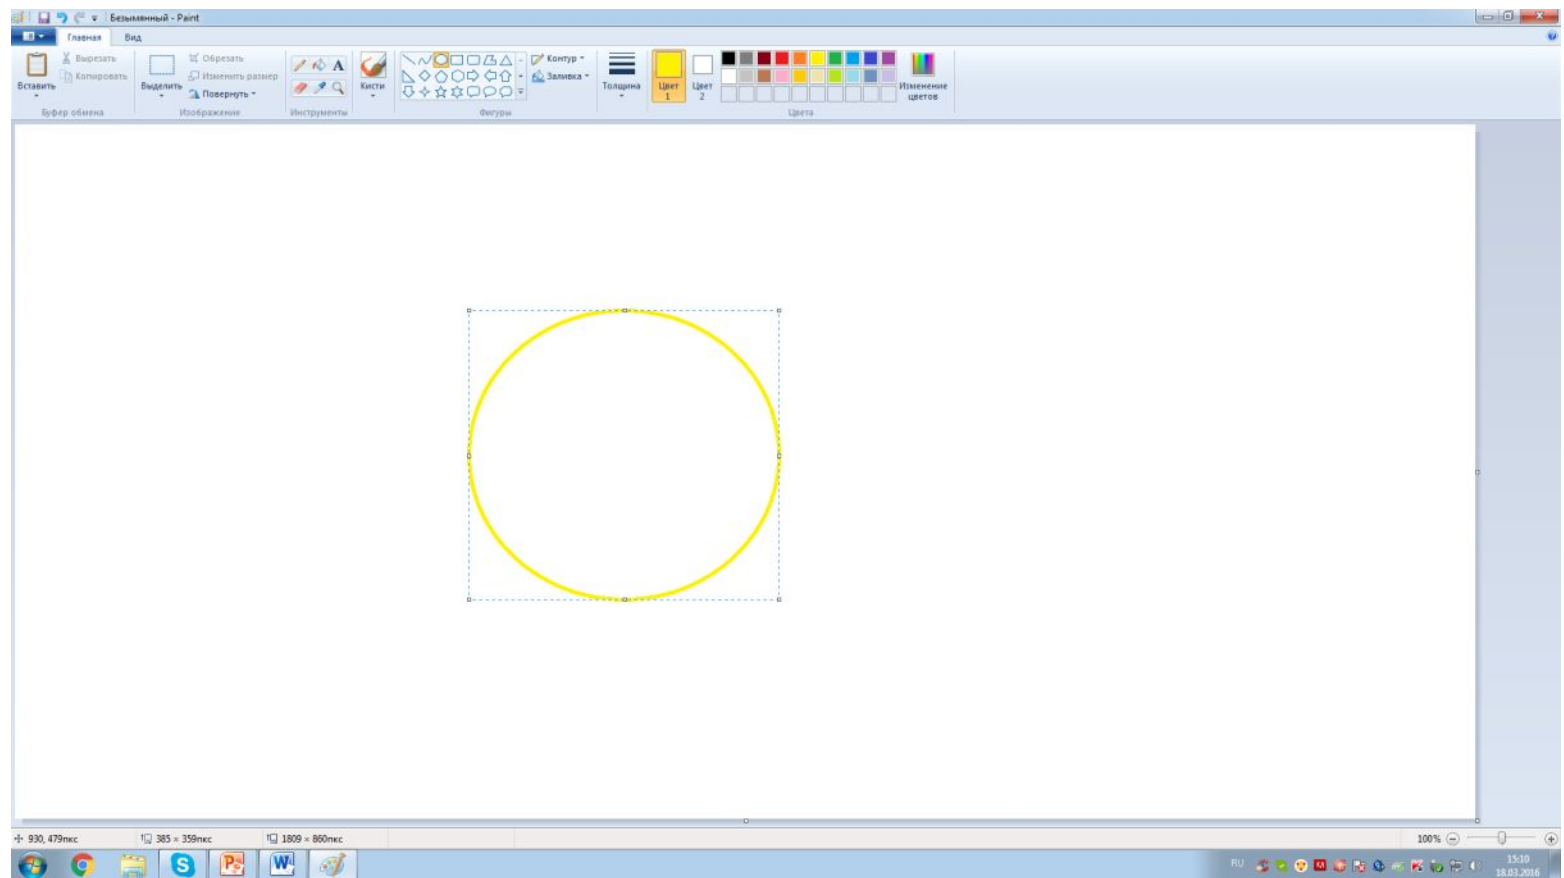 Безымянный - Paint
Главная Вид
Вставить
Вырезать
Копировать
Буфер обмена
Выделить
Обрезать
Изменить размер
Повернуть
Изображение
A
Инструменты
Кисти
Контур
Заливка
Фигуры
Толщина
Цвет 1
Цвет 2
Изменение цветов
Цвета
930, 479пкс 385 × 359пкс 1809 × 860пкс 100%
RU 15:10
18.03.2016